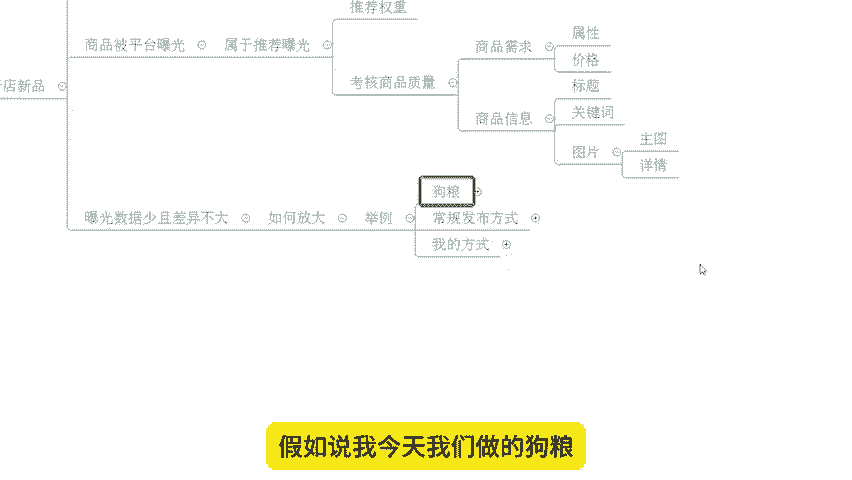 推荐权重
商品被平台曝光
属于推荐曝光
考核商品质量
商品需求
属性
价格
商品信息
标题
关键词
图片
主图
详情
店新品
曝光数据少且差异不大
如何放大
举例
狗粮
常规发布方式
我的方式
假如说我今天我们做的狗粮